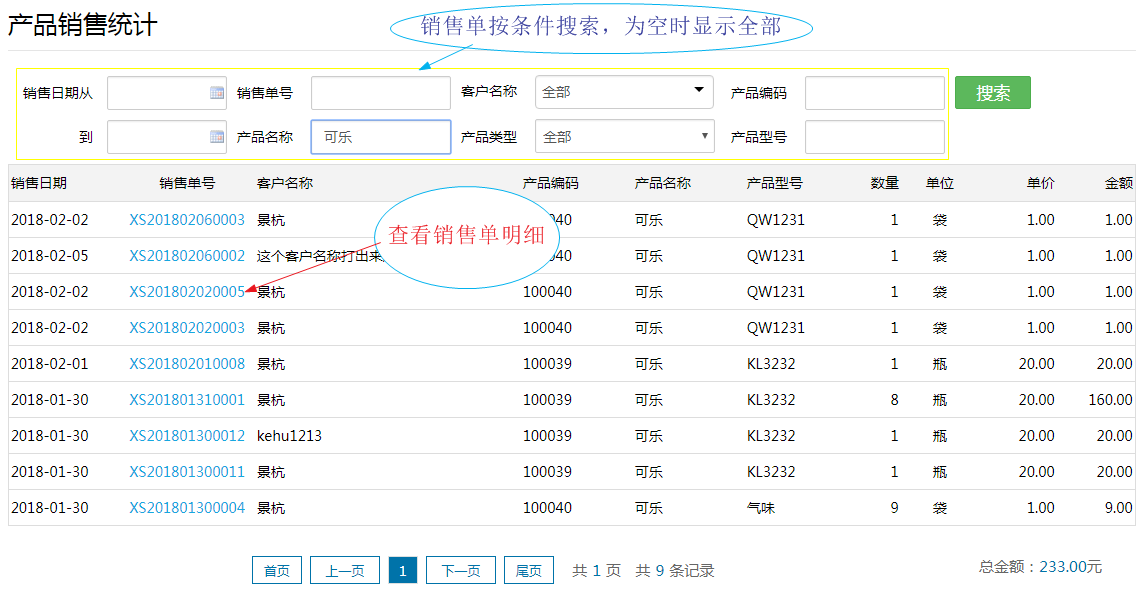 产品销售统计
销售单按条件搜索，为空时显示全部
销售日期从 销售单号 客户名称 全部 产品编码 搜索
到 产品名称 可乐 产品类型 全部 产品型号
销售日期 销售单号 客户名称 产品编码 产品名称 产品型号 数量 单位 单价 金额
2018-02-02 XS201802060003 景杭 40 可乐 QW1231 1 袋 1.00 1.00
查看销售单明细
2018-02-05 XS201802060002 这个客户名称打出来 40 可乐 QW1231 1 袋 1.00 1.00
2018-02-02 XS201802020005 景杭 100040 可乐 QW1231 1 袋 1.00 1.00
2018-02-02 XS201802020003 景杭 100040 可乐 QW1231 1 袋 1.00 1.00
2018-02-01 XS201802010008 景杭 100039 可乐 KL3232 1 瓶 20.00 20.00
2018-01-30 XS201801310001 景杭 100039 可乐 KL3232 8 瓶 20.00 160.00
2018-01-30 XS201801300012 kehu1213 100039 可乐 KL3232 1 瓶 20.00 20.00
2018-01-30 XS201801300011 景杭 100039 可乐 KL3232 1 瓶 20.00 20.00
2018-01-30 XS201801300004 景杭 100040 可乐 气味 9 袋 1.00 9.00
首页 上一页 1 下一页 尾页 共 1 页 共 9 条记录 总金额：233.00元